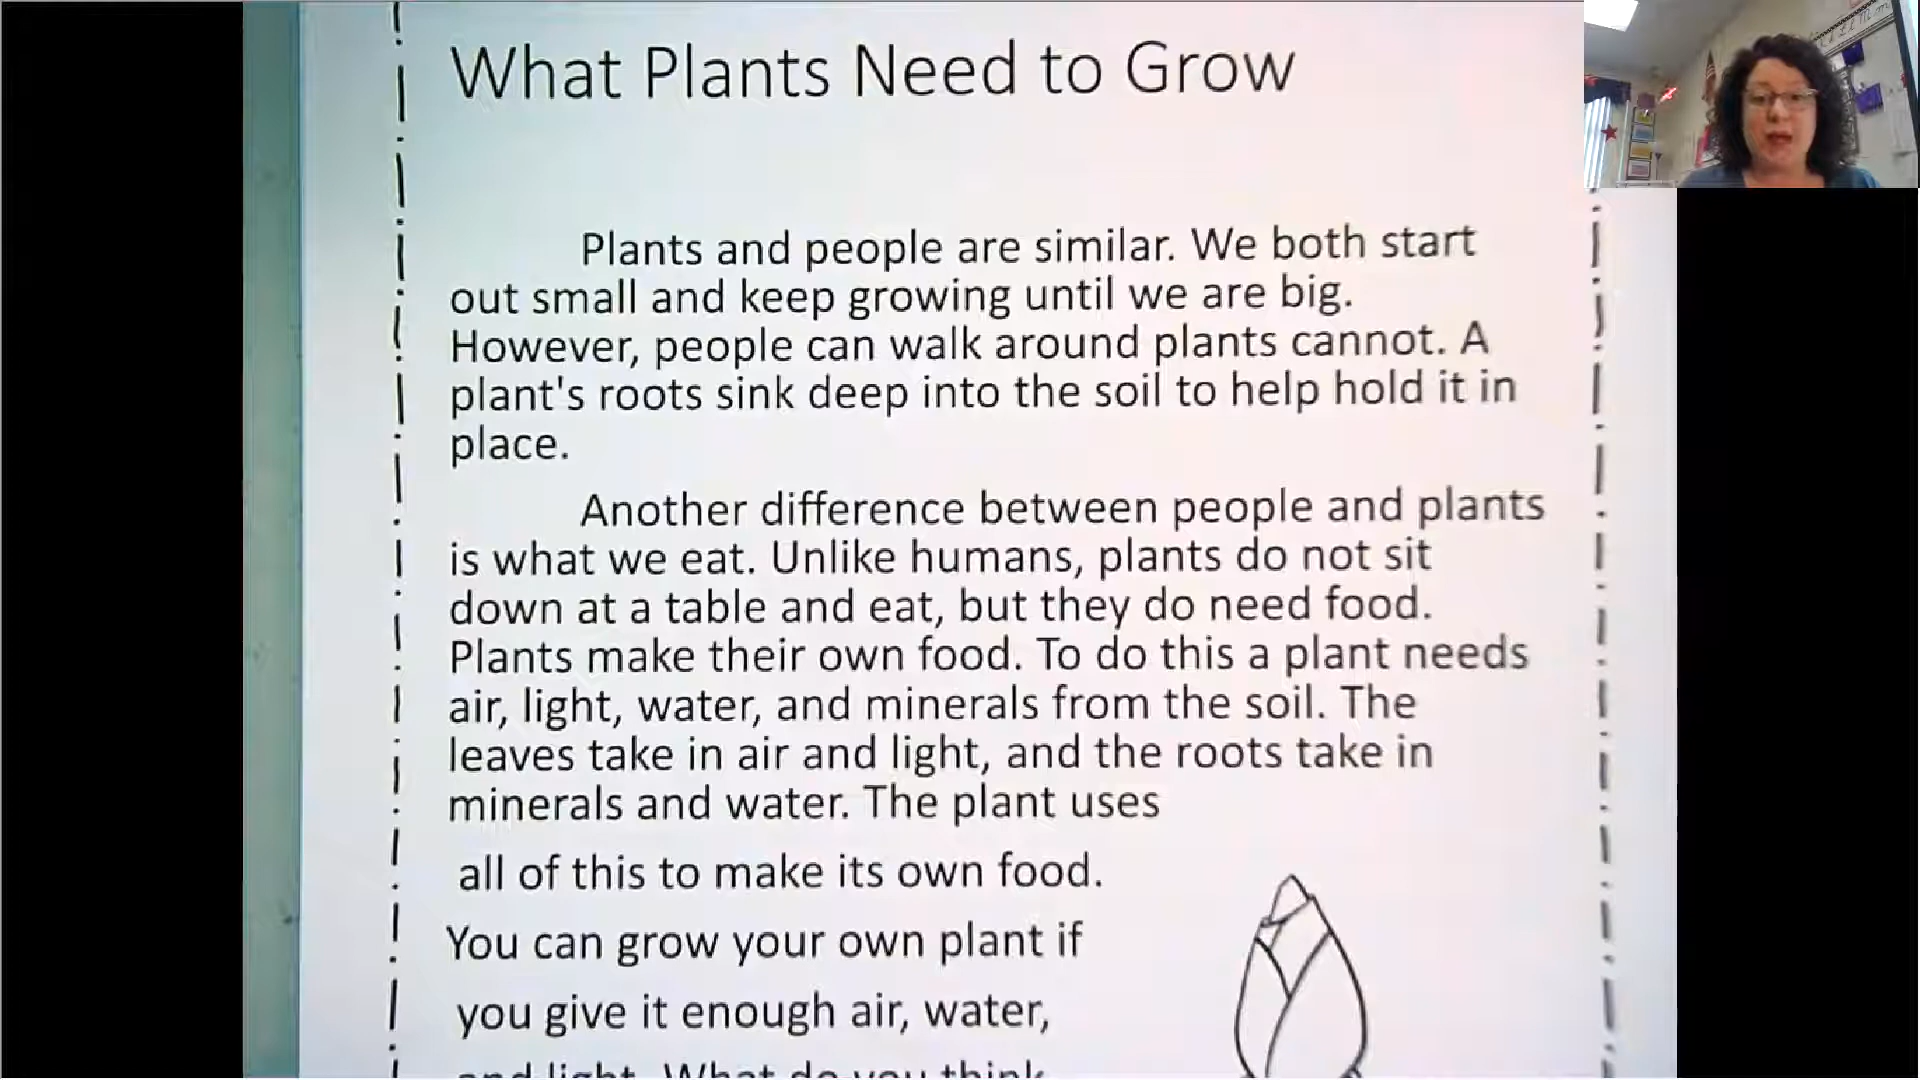 What Plants Need to Grow
Plants and people are similar. We both start
out small and keep growing until we are big.
However, people can walk around plants cannot. A
plant's roots sink deep into the soil to help hold it in
place.
Another difference between people and plants
is what we eat. Unlike humans, plants do not sit
down at a table and eat, but they do need food.
Plants make their own food. To do this a plant needs
air, light, water, and minerals from the soil. The
leaves take in air and light, and the roots take in
minerals and water. The plant uses
all of this to make its own food.
You can grow your own plant if
you give it enough air, water,
and light. What do you think